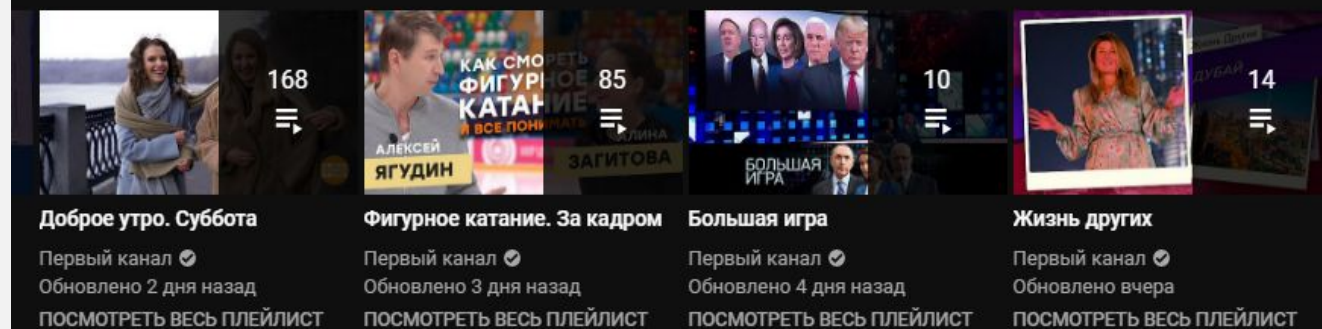 168
КАК СМОРЕТЬ
ФИГУРНОЕ
КАТАНИЕ
И ВСЕ ПОНИМАТЬ
АЛЕКСЕЙ
ЯГУДИН
ЗАГИТОВА
85
БОЛЬШАЯ
ИГРА
10
ДУБАЙ
14
Доброе утро. Суббота
Первый канал
Обновлено 2 дня назад
ПОСМОТРЕТЬ ВЕСЬ ПЛЕЙЛИСТ
Фигурное катание. За кадром
Первый канал
Обновлено 3 дня назад
ПОСМОТРЕТЬ ВЕСЬ ПЛЕЙЛИСТ
Большая игра
Первый канал
Обновлено 4 дня назад
ПОСМОТРЕТЬ ВЕСЬ ПЛЕЙЛИСТ
Жизнь других
Первый канал
Обновлено вчера
ПОСМОТРЕТЬ ВЕСЬ ПЛЕЙЛИСТ